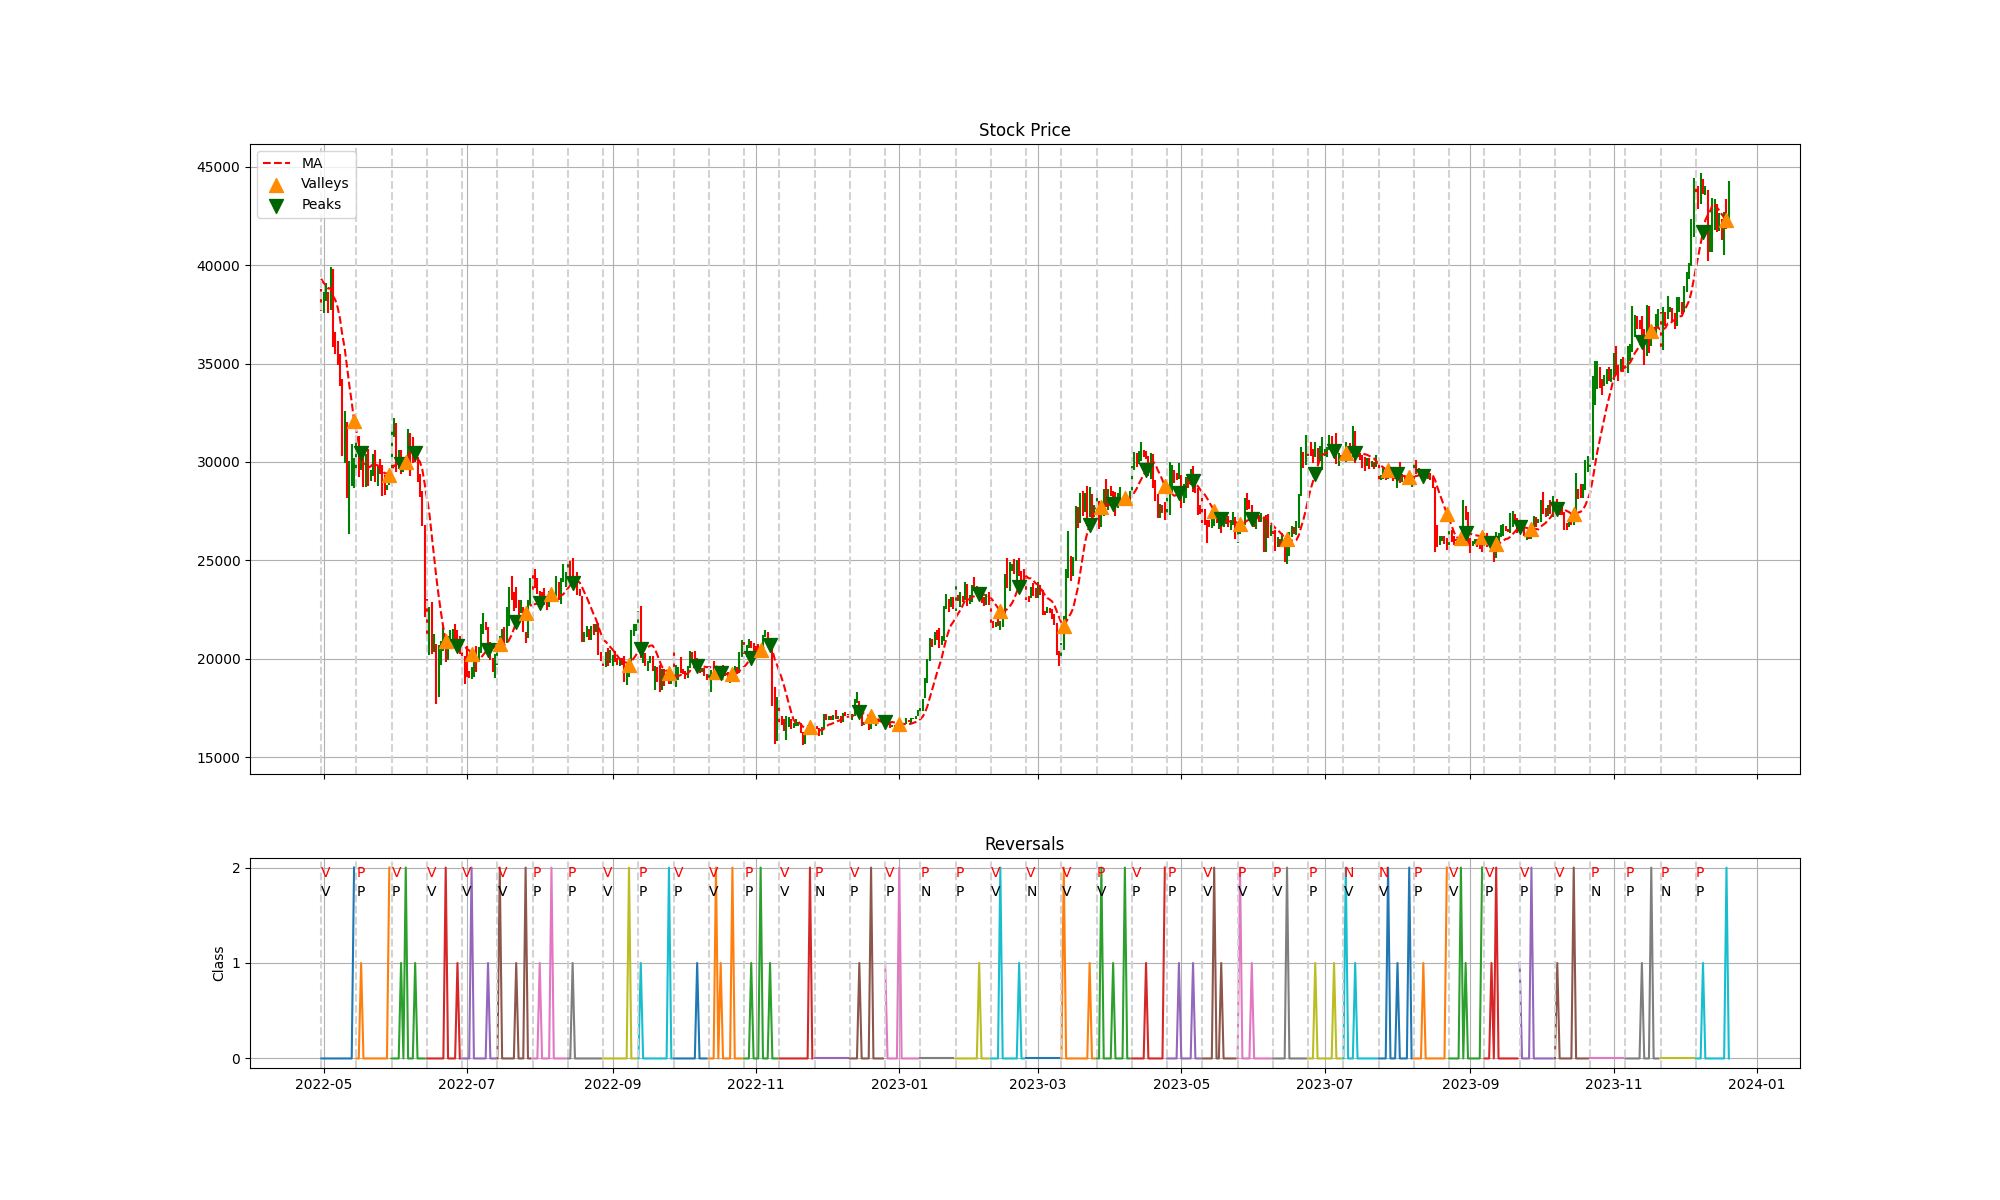 Stock Price
MA
Valleys
Peaks
45000
40000
35000
30000
25000
20000
15000
Reversals
V P V V V V P P V P V V P V P V V P P V V V P V P V P P P N N P V V V V P P P P
V P P V V V P P V P P V P V N P P N P V N V V P P V V V P V V P V P P P N P N P
Class
2
1
0
2022-05 2022-07 2022-09 2022-11 2023-01 2023-03 2023-05 2023-07 2023-09 2023-11 2024-01